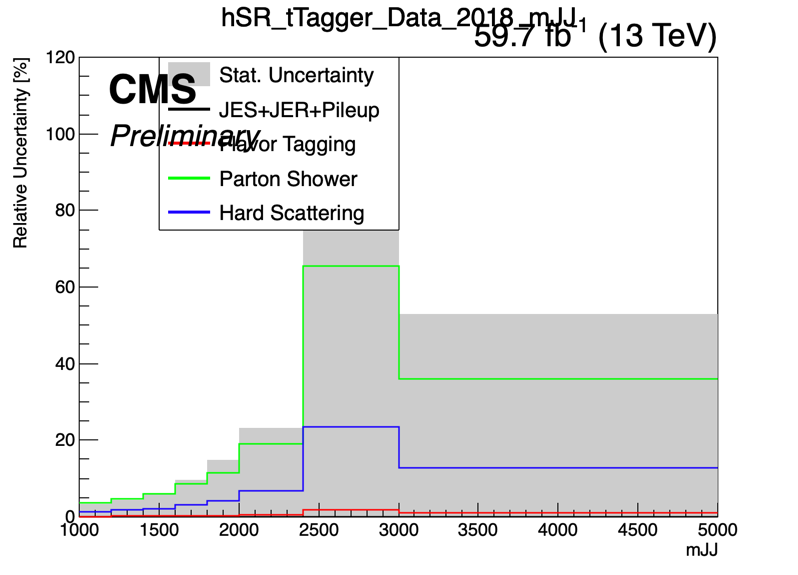 hSR_tTagger_Data_2018_mJJ
59.7 fb-1 (13 TeV)
Relative Uncertainty [%]
120
100
80
60
40
20
0
CMS
Preliminary
Stat. Uncertainty
JES+JER+Pileup
Flavor Tagging
Parton Shower
Hard Scattering
1000 1500 2000 2500 3000 3500 4000 4500 5000
mJJ